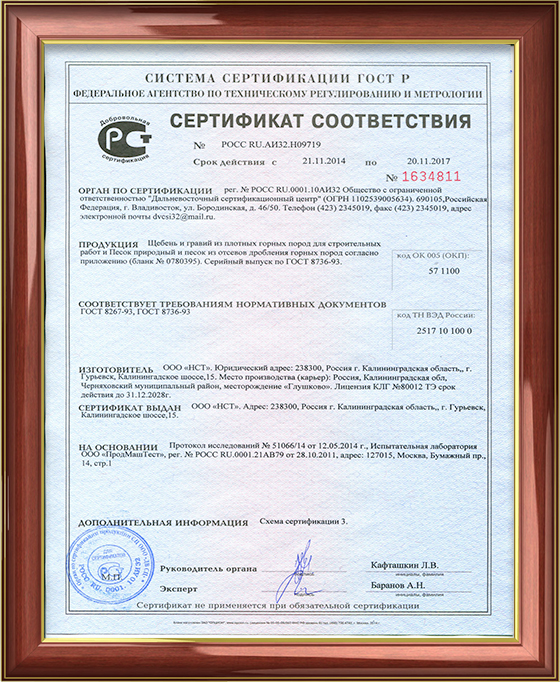 СИСТЕМА СЕРТИФИКАЦИИ ГОСТ Р
ФЕДЕРАЛЬНОЕ АГЕНТСТВО ПО ТЕХНИЧЕСКОМУ РЕГУЛИРОВАНИЮ И МЕТРОЛОГИИ
Добровольная
РСТ
сертификация
СЕРТИФИКАТ СООТВЕТСТВИЯ
№ РОСС RU.АИ32.Н09719
Срок действия с 21.11.2014 по 20.11.2017
№ 1634811
ОРГАН ПО СЕРТИФИКАЦИИ рег. № РОСС RU.0001.10АИ32 Общество с ограниченной
ответственностью "Дальневосточный сертификационный центр" (ОГРН 1102539005634). 690105,Российская
Федерация, г. Владивосток, ул. Бородинская, д. 46/50. Телефон (423) 2345019, факс (423) 2345019, адрес
электронной почты dvcsi32@mail.ru.
ПРОДУКЦИЯ Щебень и гравий из плотных горных пород для строительных
работ и Песок природный и песок из отсевов дробления горных пород согласно
приложению (бланк № 0780395). Серийный выпуск по ГОСТ 8736-93.
код ОК 005 (ОКП):
57 1100
СООТВЕТСТВУЕТ ТРЕБОВАНИЯМ НОРМАТИВНЫХ ДОКУМЕНТОВ
ГОСТ 8267-93, ГОСТ 8736-93
код ТН ВЭД России:
2517 10 100 0
ИЗГОТОВИТЕЛЬ ООО «НСТ». Юридический адрес: 238300, Россия г. Калининградская область,, г.
Гурьевск, Калининградское шоссе,15. Место производства (карьер): Россия, Калининградская обл,
Черняховский муниципальный район, месторождение «Глушково». Лицензия КЛГ №80012 ТЭ срок
действия до 31.12.2028г.
СЕРТИФИКАТ ВЫДАН ООО «НСТ». Адрес: 238300, Россия г. Калининградская область,, г. Гурьевск,
Калининградское шоссе,15.
НА ОСНОВАНИИ Протокол исследований № 51066/14 от 12.05.2014 г., Испытательная лаборатория
ООО «ПродМашТест», рег. № РОСС RU.0001.21АВ79 от 28.10.2011, адрес: 127015, Москва, Бумажный пр.,
14, стр.1
ДОПОЛНИТЕЛЬНАЯ ИНФОРМАЦИЯ Схема сертификации 3.
ДЛЯ
СЕРТИФИКАТОВ
М.П.
РОСС RU. 0001. 10 АИ32
Руководитель органа
подпись
Кафташкин Л.В.
инициалы, фамилия
Эксперт
подпись
Баранов А.Н.
инициалы, фамилия
Сертификат не применяется при обязательной сертификации